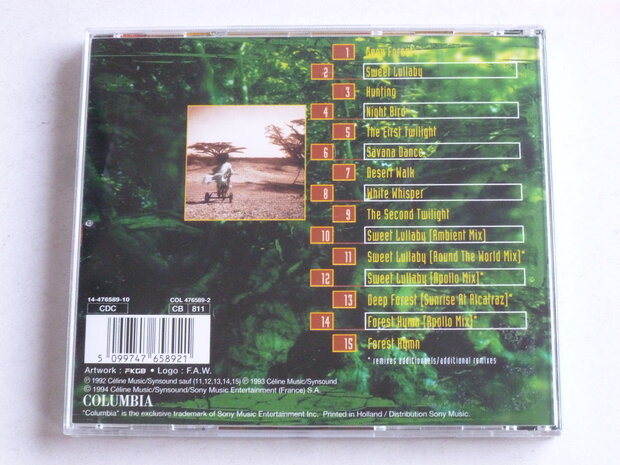 1 Deep Forest
2 Sweet Lullaby
3 Hunting
4 Night Bird
5 The First Twilight
6 Savana Dance
7 Desert Walk
8 White Whisper
9 The Second Twilight
10 Sweet Lullaby (Ambient Mix)
11 Sweet Lullaby (Round The World Mix)*
12 Sweet Lullaby (Apollo Mix)*
13 Deep Forest (Sunrise At Alcatraz)*
14 Forest Hymn (Apollo Mix)*
15 Forest Hymn
* remixes additionnels/additional remixes
14-476589-10 COL 476589-2
CDC CB 811
5 099747 658921
Artwork : FKGB • Logo : F.A.W.
℗ 1992 Céline Music/Synsound sauf (11,12,13,14,15) ℗ 1993 Céline Music/Synsound
© 1994 Céline Music/Synsound/Sony Music Entertainment (France) S.A.
COLUMBIA
"Columbia" is the exclusive trademark of Sony Music Entertainment Inc. Printed in Holland / Distribution Sony Music.